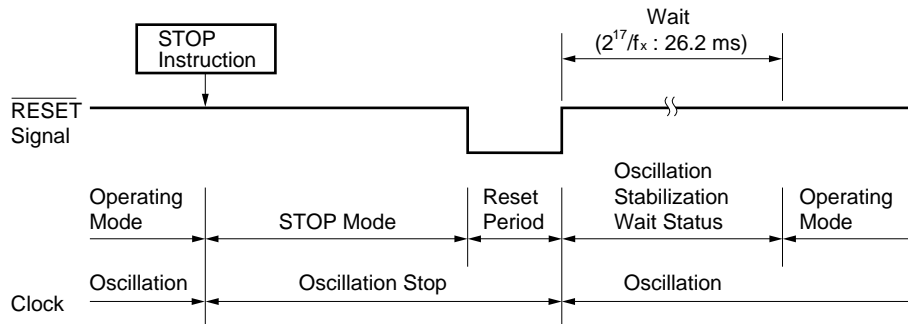 Wait
(2¹⁷/fx : 26.2 ms)
STOP
Instruction
RESET
Signal
Operating
Mode
STOP Mode
Reset
Period
Oscillation
Stabilization
Wait Status
Operating
Mode
Clock
Oscillation
Oscillation Stop
Oscillation